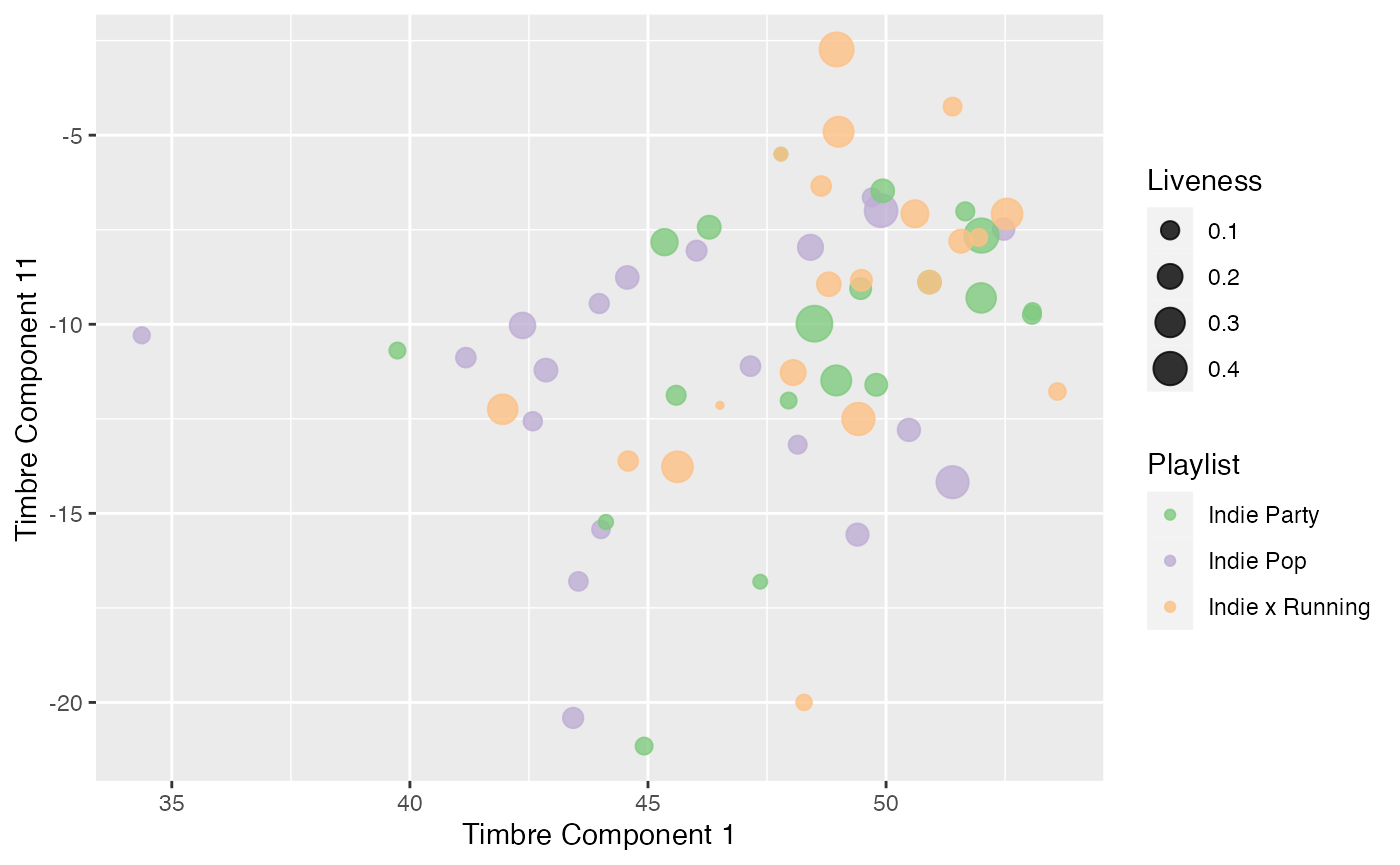 -5
-10
-15
-20
35
40
45
50
Timbre Component 1
Timbre Component 11
Liveness
0.1
0.2
0.3
0.4
Playlist
Indie Party
Indie Pop
Indie x Running